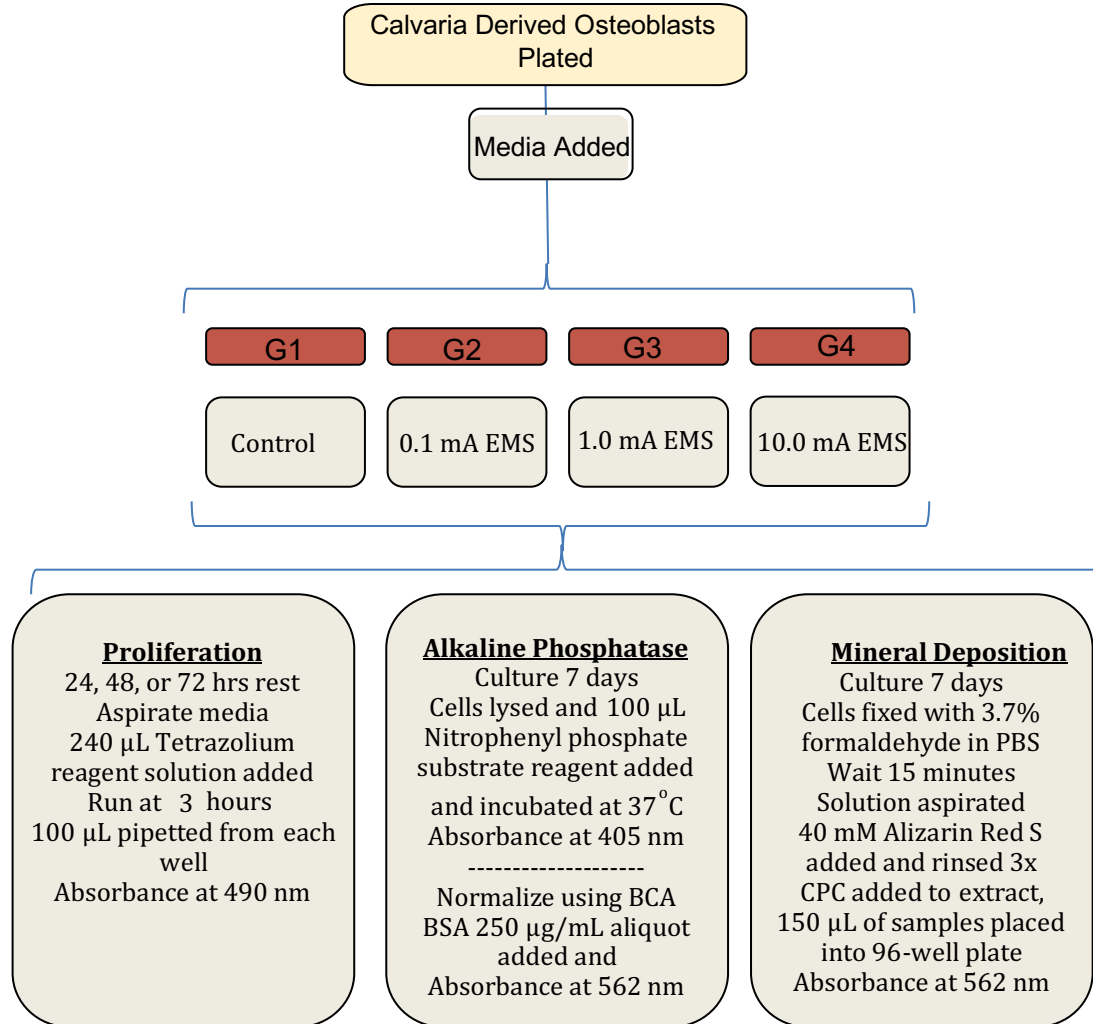 Calvaria Derived Osteoblasts
Plated
Media Added
G1
G2
G3
G4
Control
0.1 mA EMS
1.0 mA EMS
10.0 mA EMS
Proliferation
24, 48, or 72 hrs rest
Aspirate media
240 µL Tetrazolium
reagent solution added
Run at 3 hours
100 µL pipetted from each
well
Absorbance at 490 nm
Alkaline Phosphatase
Culture 7 days
Cells lysed and 100 µL
Nitrophenyl phosphate
substrate reagent added
and incubated at 37°C
Absorbance at 405 nm
--------------------
Normalize using BCA
BSA 250 µg/mL aliquot
added and
Absorbance at 562 nm
Mineral Deposition
Culture 7 days
Cells fixed with 3.7%
formaldehyde in PBS
Wait 15 minutes
Solution aspirated
40 mM Alizarin Red S
added and rinsed 3x
CPC added to extract,
150 µL of samples placed
into 96-well plate
Absorbance at 562 nm